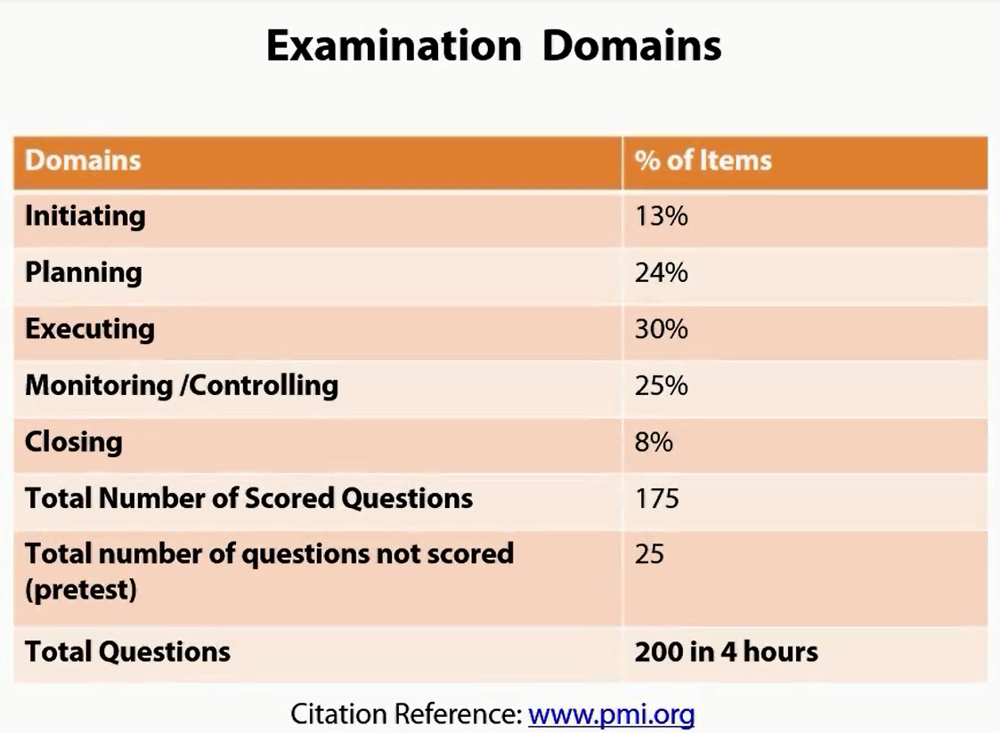 Examination Domains
Domains % of Items
Initiating 13%
Planning 24%
Executing 30%
Monitoring /Controlling 25%
Closing 8%
Total Number of Scored Questions 175
Total number of questions not scored 25
(pretest)
Total Questions 200 in 4 hours
Citation Reference: www.pmi.org